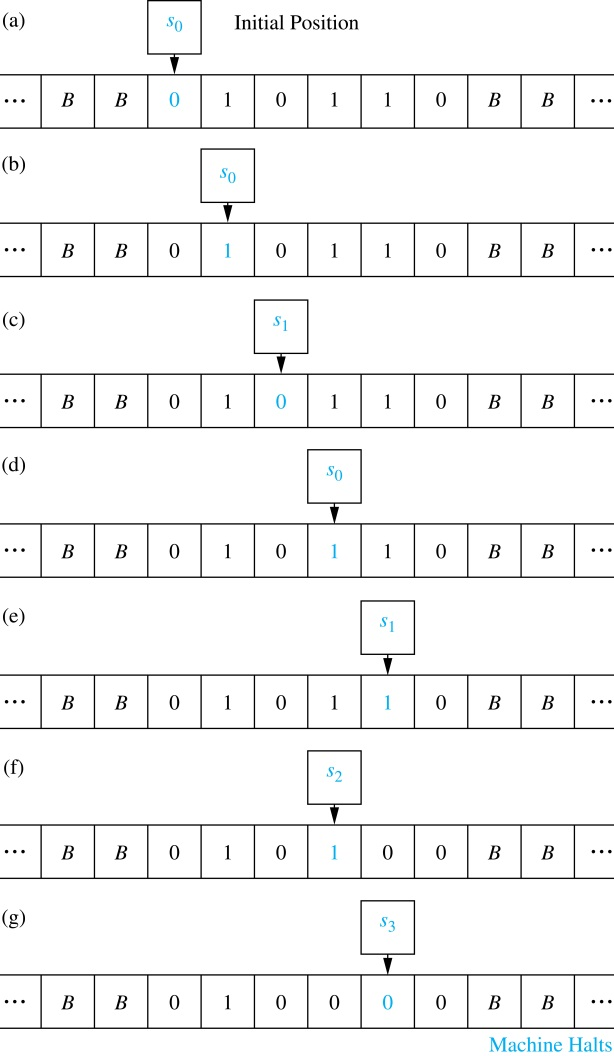 (a) s₀ Initial Position
... B B 0 1 0 1 1 0 B B ...
(b) s₀
... B B 0 1 0 1 1 0 B B ...
(c) s₁
... B B 0 1 0 1 1 0 B B ...
(d) s₀
... B B 0 1 0 1 1 0 B B ...
(e) s₁
... B B 0 1 0 1 1 0 B B ...
(f) s₂
... B B 0 1 0 1 0 0 B B ...
(g) s₃
... B B 0 1 0 0 0 0 B B ...
Machine Halts